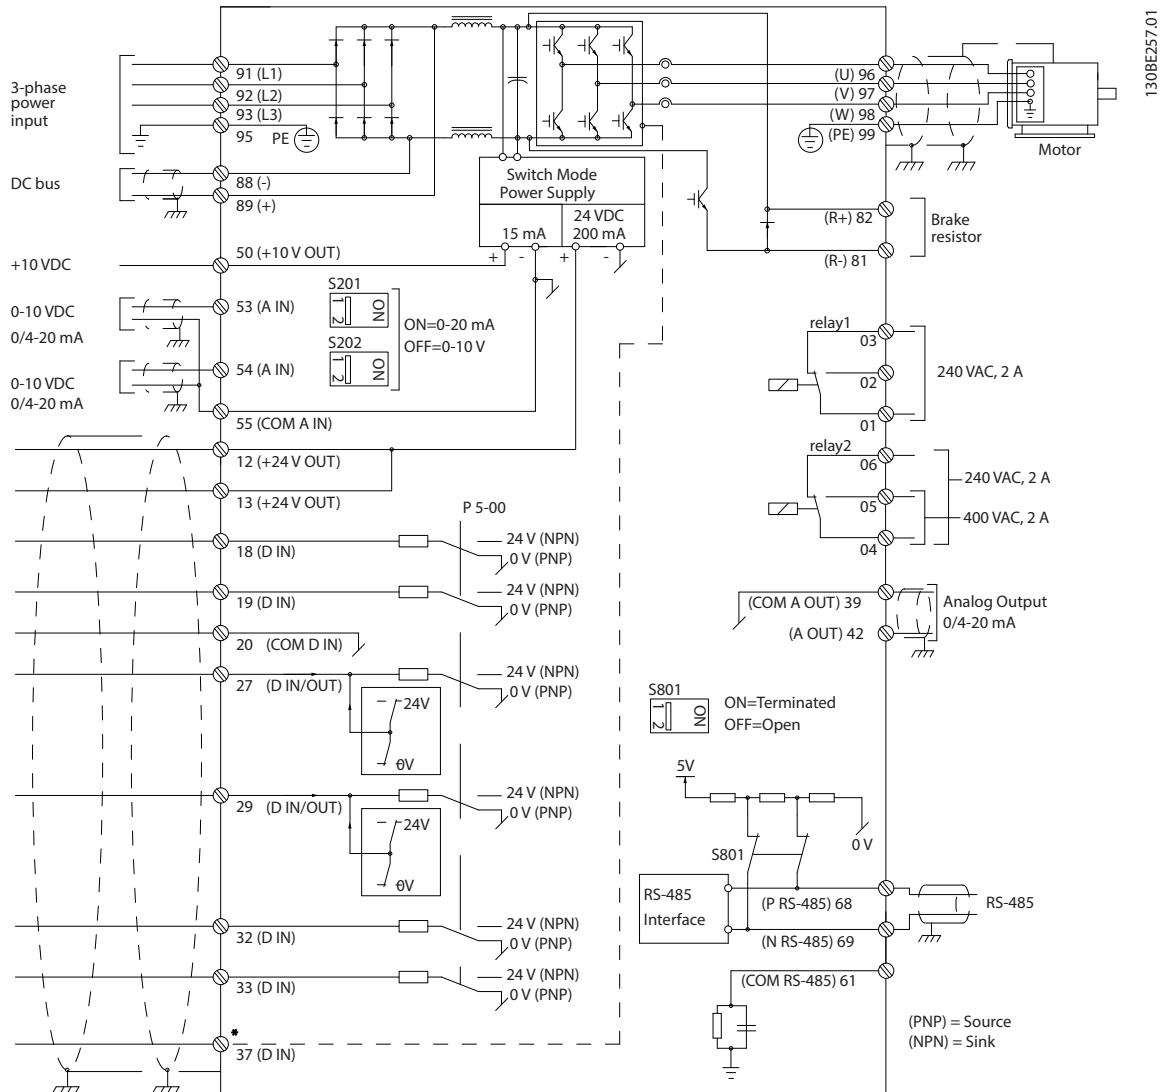 130BE257.01
3-phase
power
input
91 (L1)
92 (L2)
93 (L3)
95
PE
DC bus
88 (-)
89 (+)
+10 VDC
50 (+10 V OUT)
0-10 VDC
0/4-20 mA
53 (A IN)
0-10 VDC
0/4-20 mA
54 (A IN)
55 (COM A IN)
12 (+24 V OUT)
13 (+24 V OUT)
18 (D IN)
19 (D IN)
20 (COM D IN)
27 (D IN/OUT)
24V
0V
29 (D IN/OUT)
24V
0V
32 (D IN)
33 (D IN)
*
37 (D IN)
S201
1 2
ON
S202
1 2
ON
ON=0-20 mA
OFF=0-10 V
Switch Mode
Power Supply
15 mA
24 VDC
200 mA
+ - + -
P 5-00
24 V (NPN)
0 V (PNP)
24 V (NPN)
0 V (PNP)
24 V (NPN)
0 V (PNP)
24 V (NPN)
0 V (PNP)
24 V (NPN)
0 V (PNP)
24 V (NPN)
0 V (PNP)
(U) 96
(V) 97
(W) 98
(PE) 99
Motor
(R+) 82
(R-) 81
Brake
resistor
relay1
03
02
01
240 VAC, 2 A
relay2
06
05
04
240 VAC, 2 A
400 VAC, 2 A
(COM A OUT) 39
(A OUT) 42
Analog Output
0/4-20 mA
S801
1 2
ON
ON=Terminated
OFF=Open
5V
0 V
S801
RS-485
Interface
(P RS-485) 68
(N RS-485) 69
RS-485
(COM RS-485) 61
(PNP) = Source
(NPN) = Sink